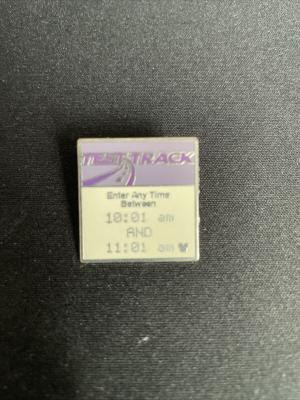 TEST TRACK
Enter Any Time
Between
10:01 am
AND
11:01 am